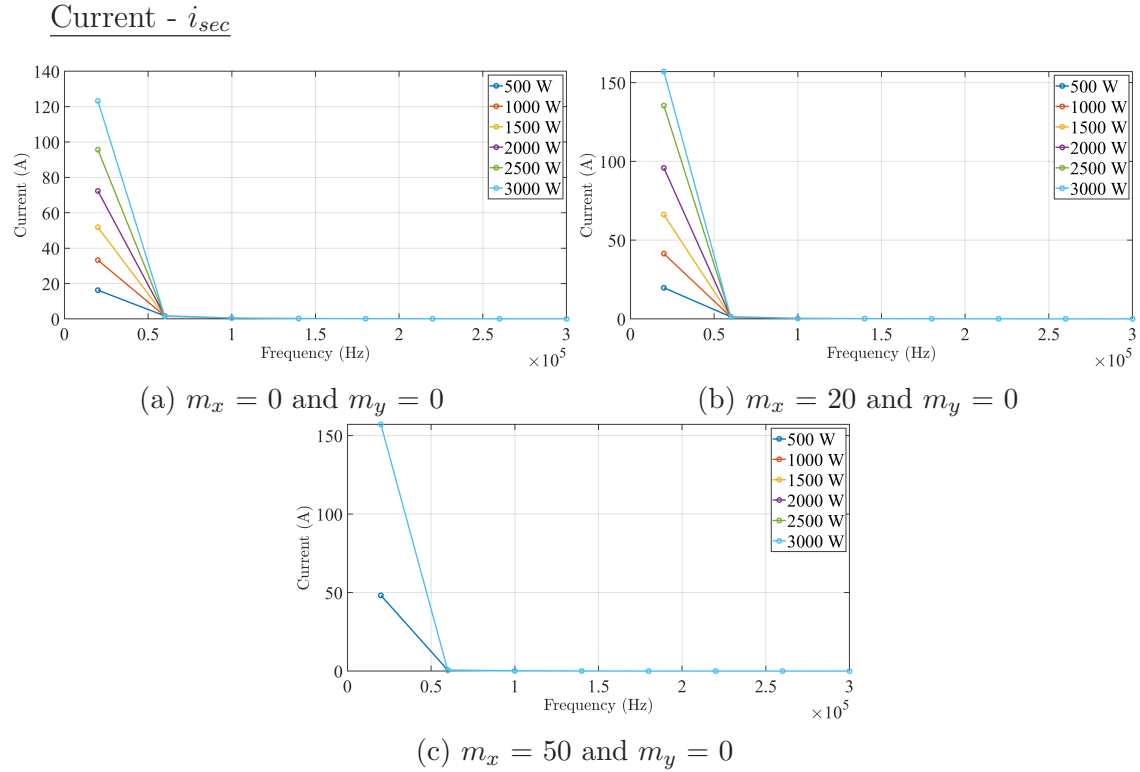 Current - i_sec
140
120
100
80
60
40
20
0
Current (A)
0 0.5 1 1.5 2 2.5 3
Frequency (Hz)
×10^5
500 W
1000 W
1500 W
2000 W
2500 W
3000 W
(a) m_x = 0 and m_y = 0
150
100
50
0
Current (A)
0 0.5 1 1.5 2 2.5 3
Frequency (Hz)
×10^5
500 W
1000 W
1500 W
2000 W
2500 W
3000 W
(b) m_x = 20 and m_y = 0
150
100
50
0
Current (A)
0 0.5 1 1.5 2 2.5 3
Frequency (Hz)
×10^5
500 W
1000 W
1500 W
2000 W
2500 W
3000 W
(c) m_x = 50 and m_y = 0